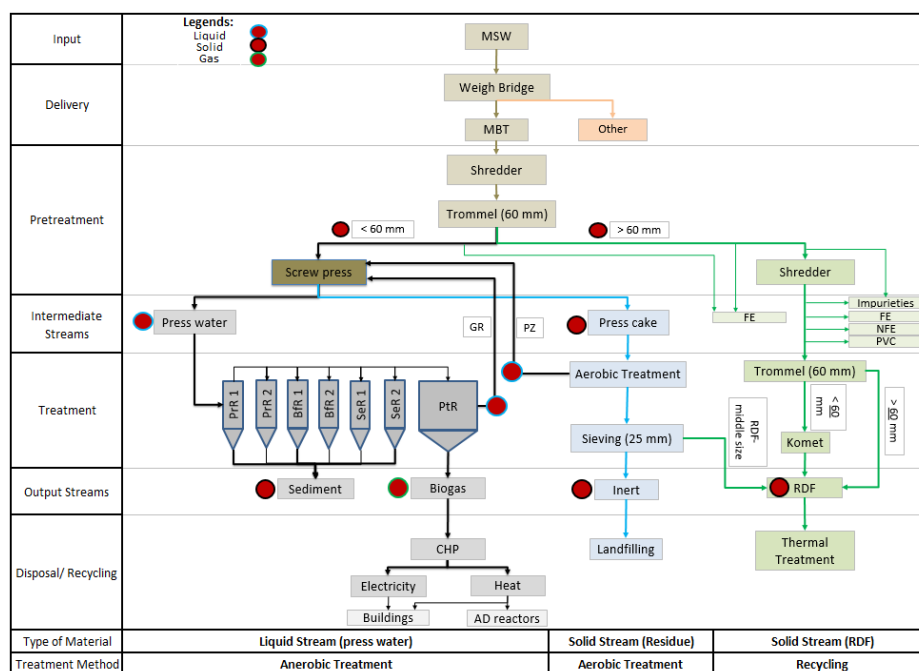 Legends:
Liquid
Solid
Gas
Input
MSW
Delivery
Weigh Bridge
MBT
Other
Pretreatment
Shredder
Trommel (60 mm)
< 60 mm
> 60 mm
Screw press
Shredder
Intermediate
Streams
Press water
GR
PZ
Press cake
FE
Impurieties
FE
NFE
PVC
Treatment
PrR 1
PrR 2
BfR 1
BfR 2
SeR 1
SeR 2
PtR
Aerobic Treatment
Trommel (60 mm)
Sieving (25 mm)
RDF-
middle size
< 60
mm
> 60 mm
Komet
Output Streams
Sediment
Biogas
Inert
RDF
Disposal/ Recycling
CHP
Landfilling
Thermal
Treatment
Electricity
Heat
Buildings
AD reactors
Type of Material
Liquid Stream (press water)
Solid Stream (Residue)
Solid Stream (RDF)
Treatment Method
Anerobic Treatment
Aerobic Treatment
Recycling